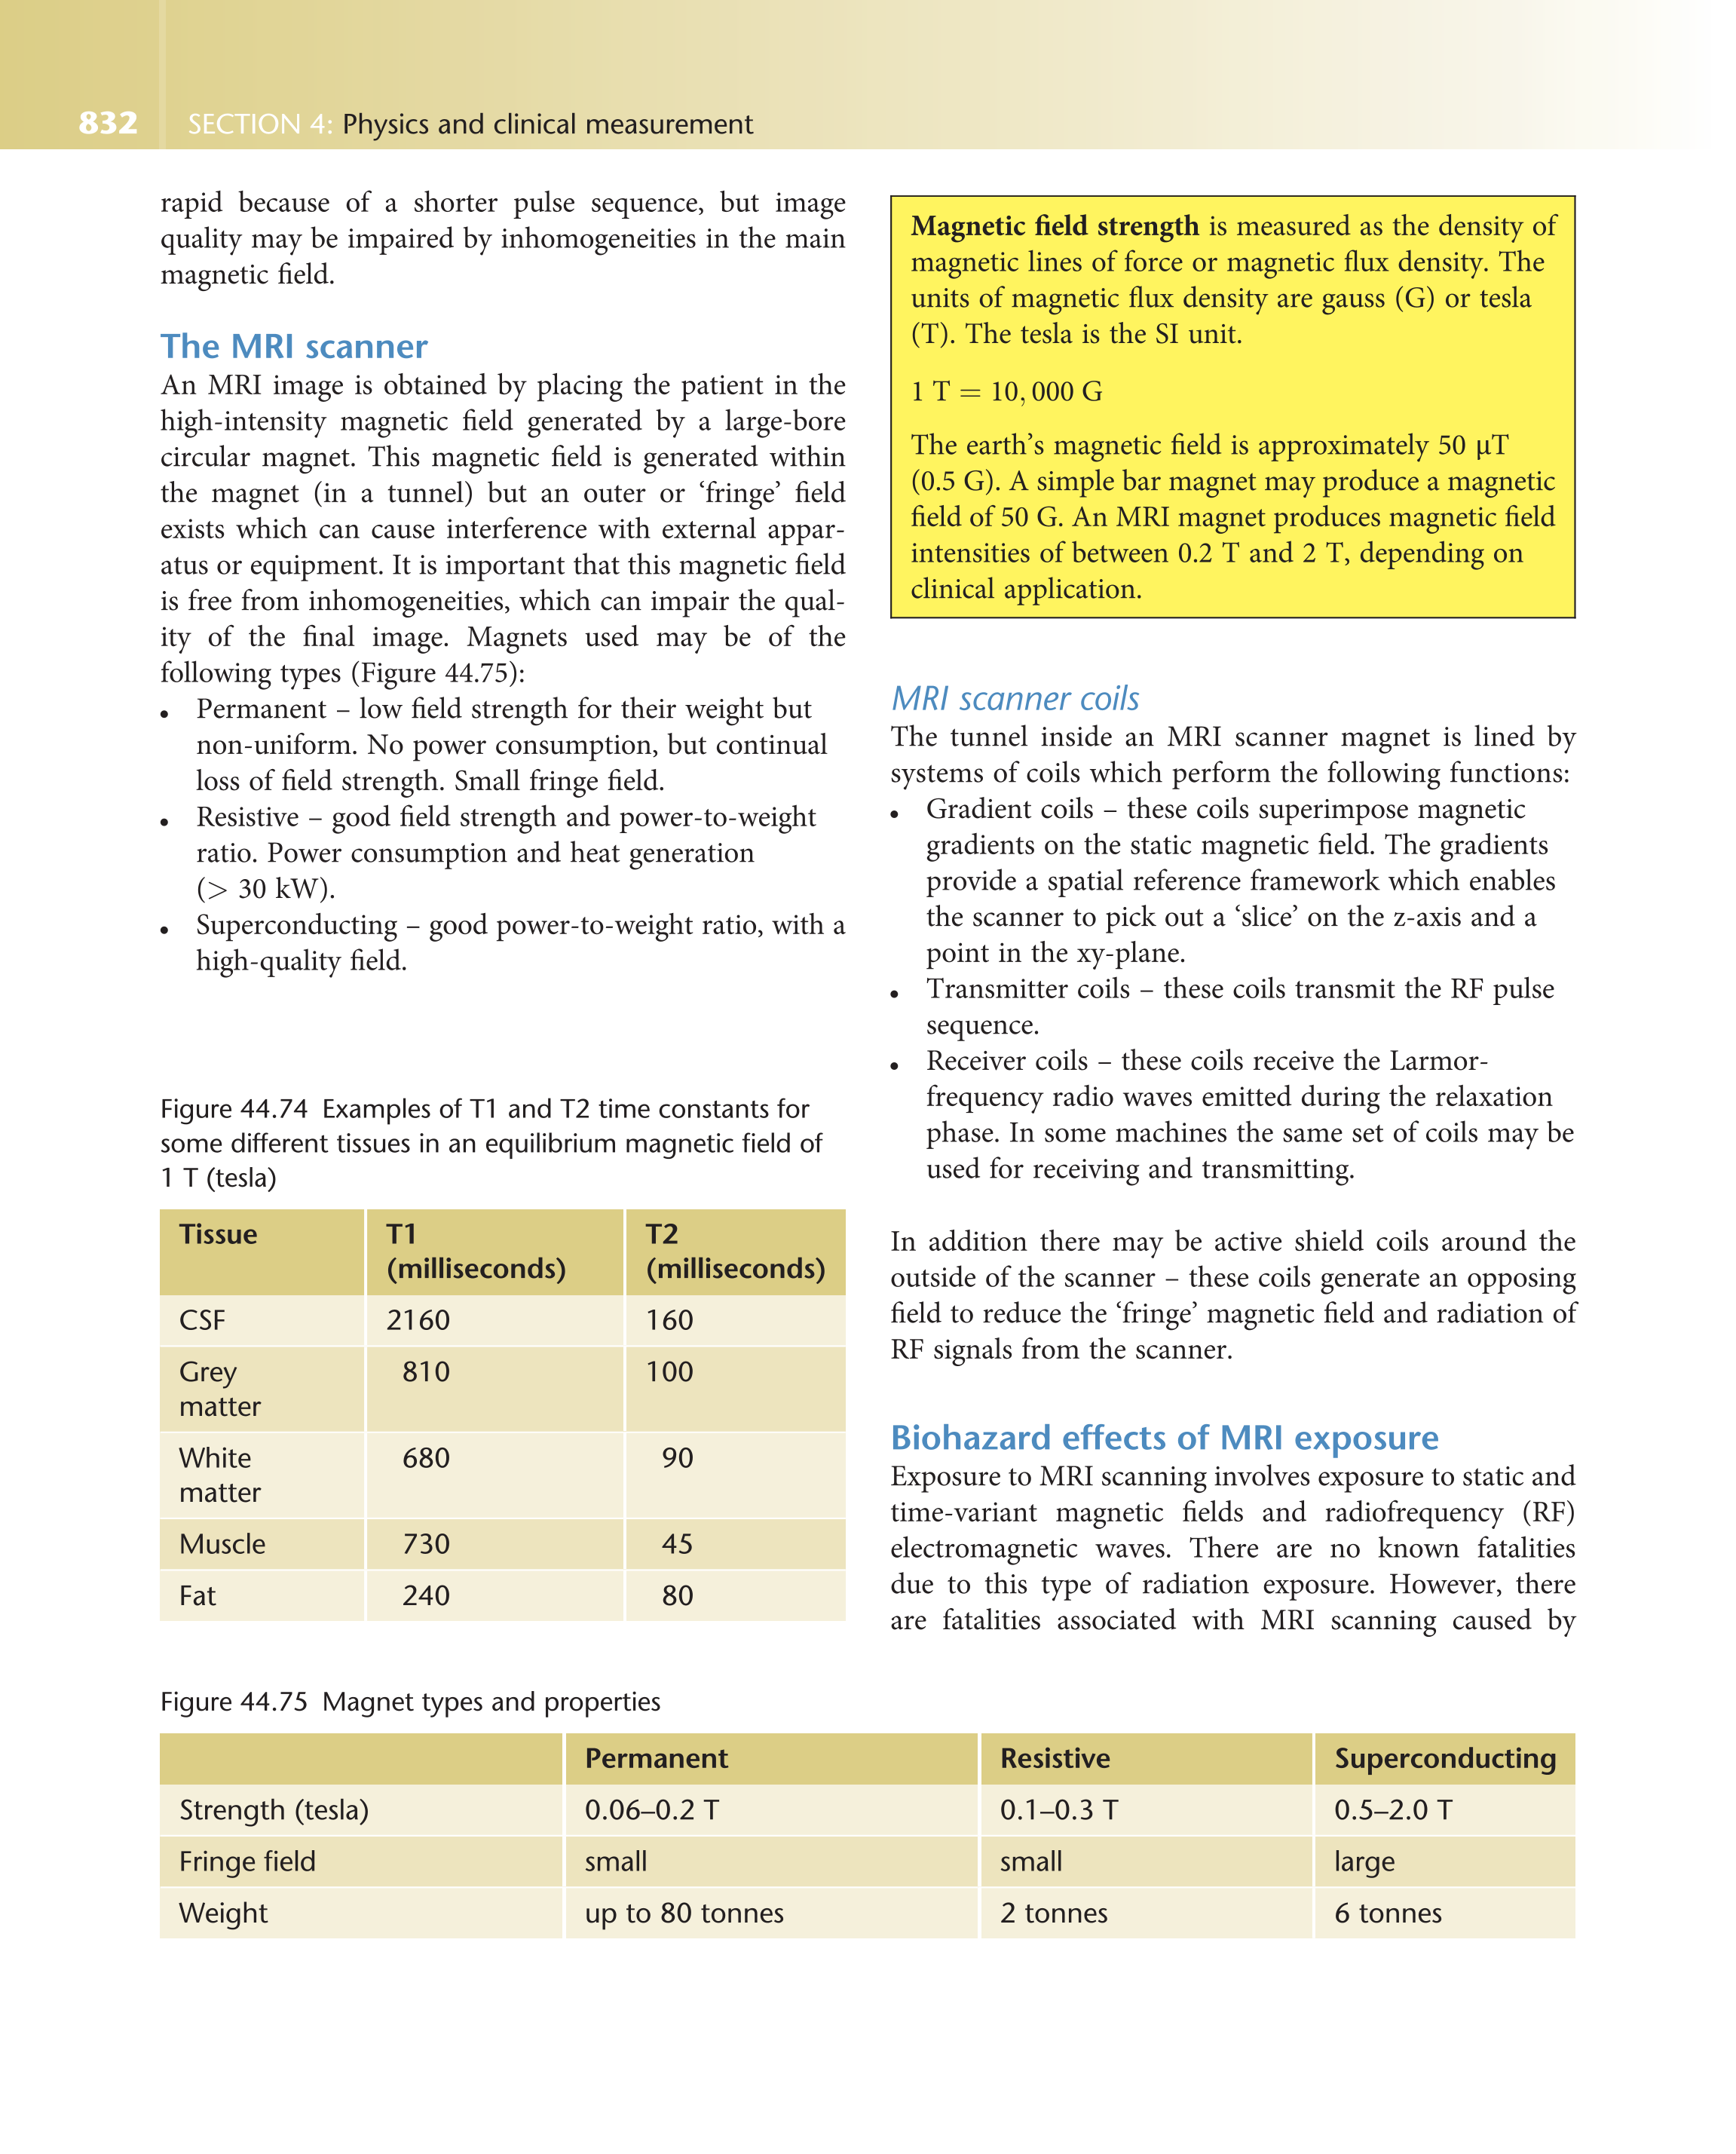 832 SECTION 4: Physics and clinical measurement
rapid because of a shorter pulse sequence, but image
quality may be impaired by inhomogeneities in the main
magnetic field.
The MRI scanner
An MRI image is obtained by placing the patient in the
high-intensity magnetic field generated by a large-bore
circular magnet. This magnetic field is generated within
the magnet (in a tunnel) but an outer or ‘fringe’ field
exists which can cause interference with external appar-
atus or equipment. It is important that this magnetic field
is free from inhomogeneities, which can impair the qual-
ity of the final image. Magnets used may be of the
following types (Figure 44.75):
• Permanent – low field strength for their weight but
non-uniform. No power consumption, but continual
loss of field strength. Small fringe field.
• Resistive – good field strength and power-to-weight
ratio. Power consumption and heat generation
(> 30 kW).
• Superconducting – good power-to-weight ratio, with a
high-quality field.
Figure 44.74 Examples of T1 and T2 time constants for
some different tissues in an equilibrium magnetic field of
1 T (tesla)
Tissue T1 T2
(milliseconds) (milliseconds)
CSF 2160 160
Grey 810 100
matter
White 680 90
matter
Muscle 730 45
Fat 240 80
Magnetic field strength is measured as the density of
magnetic lines of force or magnetic flux density. The
units of magnetic flux density are gauss (G) or tesla
(T). The tesla is the SI unit.
1 T = 10, 000 G
The earth’s magnetic field is approximately 50 μT
(0.5 G). A simple bar magnet may produce a magnetic
field of 50 G. An MRI magnet produces magnetic field
intensities of between 0.2 T and 2 T, depending on
clinical application.
MRI scanner coils
The tunnel inside an MRI scanner magnet is lined by
systems of coils which perform the following functions:
• Gradient coils – these coils superimpose magnetic
gradients on the static magnetic field. The gradients
provide a spatial reference framework which enables
the scanner to pick out a ‘slice’ on the z-axis and a
point in the xy-plane.
• Transmitter coils – these coils transmit the RF pulse
sequence.
• Receiver coils – these coils receive the Larmor-
frequency radio waves emitted during the relaxation
phase. In some machines the same set of coils may be
used for receiving and transmitting.
In addition there may be active shield coils around the
outside of the scanner – these coils generate an opposing
field to reduce the ‘fringe’ magnetic field and radiation of
RF signals from the scanner.
Biohazard effects of MRI exposure
Exposure to MRI scanning involves exposure to static and
time-variant magnetic fields and radiofrequency (RF)
electromagnetic waves. There are no known fatalities
due to this type of radiation exposure. However, there
are fatalities associated with MRI scanning caused by
Figure 44.75 Magnet types and properties
Permanent Resistive Superconducting
Strength (tesla) 0.06–0.2 T 0.1–0.3 T 0.5–2.0 T
Fringe field small small large
Weight up to 80 tonnes 2 tonnes 6 tonnes